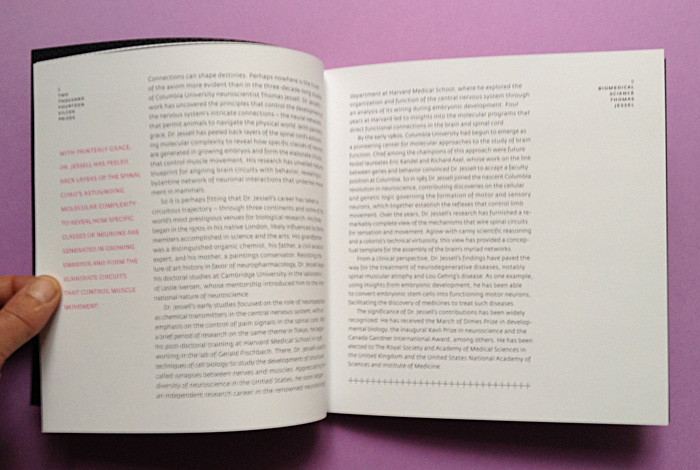 2
TWO
THOUSAND
THIRTEEN
VILCEK
PRIZES
WITH PAINTERLY GRACE,
DR. JESSELL HAS PEELED
BACK LAYERS OF THE SPINAL
CORD'S ASTOUNDING
MOLECULAR COMPLEXITY
TO REVEAL HOW SPECIFIC
CLASSES OF NEURONS ARE
GENERATED IN GROWING
EMBRYOS AND FORM THE
ELABORATE CIRCUITS
THAT CONTROL MUSCLE
MOVEMENT.
Connections can shape destinies. Perhaps nowhere is the truth
of the axiom more evident than in the three-decade-long
of Columbia University neuroscientist Thomas Jessell. Dr. Jessell's
work has uncovered the principles that control the development
the nervous system's intricate connections – the neural networks
that permit animals to navigate the physical world. With painterly
grace, Dr. Jessell has peeled back layers of the spinal cord's
ing molecular complexity to reveal how specific classes of neurons
are generated in growing embryos and form the elaborate circuits
that control muscle movement. His research has unveiled
blueprint for aligning brain circuits with behavior, revealing
byzantine network of neuronal interactions that underlie
ment in mammals.
So it is perhaps fitting that Dr. Jessell's career has taken a
circuitous trajectory – through three continents and some of the
world's most prestigious venues for biological research. His
began in the 1970s in his native London, likely influenced by
members accomplished in science and the arts. His grandfather
was a distinguished organic chemist, his father, a civil
expert, and his mother, a paintings conservator. Resisting
lure of art history in favor of neuropharmacology, Dr. Jessell
his doctoral studies at Cambridge University in the laboratory
of Leslie Iversen, whose mentorship introduced him to the
national nature of neuroscience.
Dr. Jessell's early studies focused on the role of neuropeptides
as chemical transmitters in the central nervous system, with
emphasis on the control of pain signals in the spinal cord.
a brief period of research on the same theme in Tokyo, he began
his post-doctoral training at Harvard Medical School in
working in the lab of Gerald Fischbach. There, Dr. Jessell used
techniques of cell biology to study the development of
called synapses between nerves and muscles. Appreciating
diversity of neuroscience in the United States, he soon began
an independent research career in the renowned neurobiology
2
BIOMEDICAL
SCIENCE
THOMAS
JESSELL
department at Harvard Medical School, where he explored the
organization and function of the central nervous system through
an analysis of its wiring during embryonic development. Four
years at Harvard led to insights into the molecular programs that
direct functional connections in the brain and spinal cord.
By the early 1980s, Columbia University had begun to emerge as
a pioneering center for molecular approaches to the study of brain
function. Chief among the champions of this approach were future
Nobel laureates Eric Kandel and Richard Axel, whose work on the link
between genes and behavior convinced Dr. Jessell to accept a faculty
position at Columbia. So in 1985 Dr. Jessell joined the nascent Columbia
revolution in neuroscience, contributing discoveries on the cellular
and genetic logic governing the formation of motor and sensory
neurons, which together establish the reflexes that control limb
movement. Over the years, Dr. Jessell's research has furnished a re-
markably complete view of the mechanisms that wire spinal circuits
for sensation and movement. Aglow with canny scientific reasoning
and a colorist's technical virtuosity, this view has provided a concep-
tual template for the assembly of the brain's myriad networks.
From a clinical perspective, Dr. Jessell's findings have paved the
way for the treatment of neurodegenerative diseases, notably
spinal muscular atrophy and Lou Gehrig's disease. As one example,
using insights from embryonic development, he has been able
to convert embryonic stem cells into functioning motor neurons,
facilitating the discovery of medicines to treat such diseases.
The significance of Dr. Jessell's contributions has been widely
recognized. He has received the March of Dimes Prize in develop-
mental biology, the inaugural Kavli Prize in neuroscience and the
Canada Gairdner International Award, among others. He has been
elected to The Royal Society and Academy of Medical Sciences in
the United Kingdom and the United States National Academy of
Sciences and Institute of Medicine.